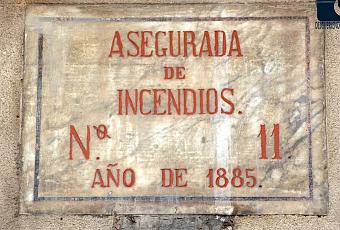 ASEGURADA
DE
INCENDIOS.
Nº. 11
AÑO DE 1885.